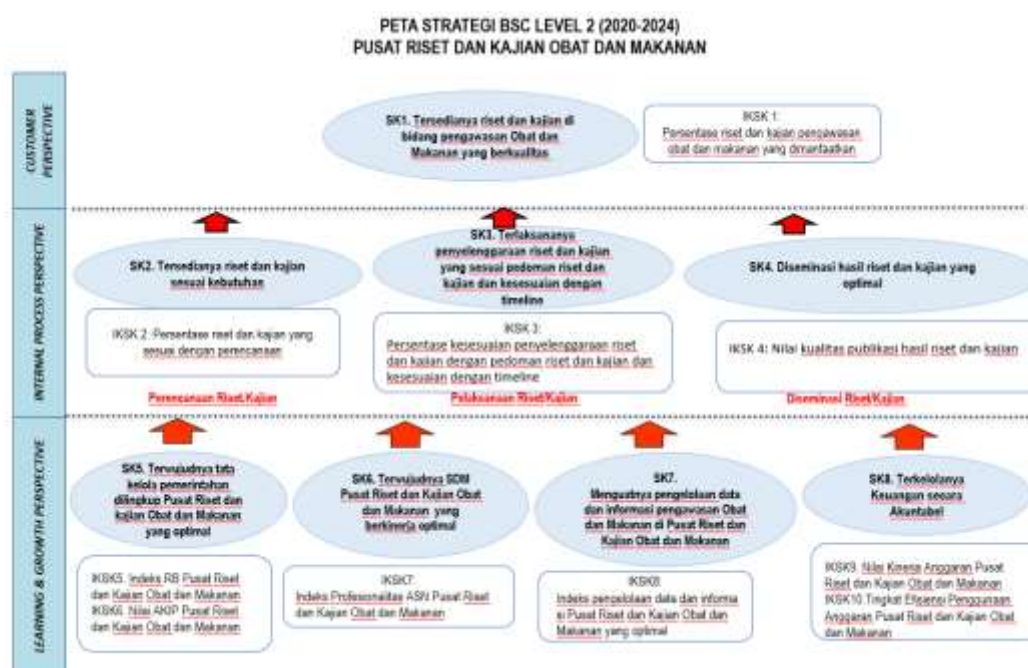 PETA STRATEGI BSC LEVEL 2 (2020-2024)
PUSAT RISET DAN KAJIAN OBAT DAN MAKANAN
CUSTOMER
PERSPECTIVE
SK1. Tersedianya riset dan kajian di
bidang pengawasan Obat dan
Makanan yang berkualitas
IKSK 1:
Persentase riset dan kajian pengawasan
obat dan makanan yang dimanfaatkan
INTERNAL PROCESS PERSPECTIVE
SK2. Tersedianya riset dan kajian
sesuai kebutuhan
IKSK 2: Persentase riset dan kajian yang
sesuai dengan perencanaan
Perencanaan Riset/Kajian
SK3. Terlaksananya
penyelenggaraan riset dan kajian
yang sesuai pedoman riset dan
kajian dan kesesuaian dengan
timeline
IKSK 3:
Persentase kesesuaian penyelenggaraan riset
dan kajian dengan pedoman riset dan kajian dan
kesesuaian dengan timeline
Pelaksanaan Riset/Kajian
SK4. Diseminasi hasil riset dan kajian yang
optimal
IKSK 4: Nilai kualitas publikasi hasil riset dan kajian
Diseminasi Riset/Kajian
LEARNING & GROWTH PERSPECTIVE
SK5. Terwujudnya tata
kelola pemerintahan
dilingkup Pusat Riset dan
kajian Obat dan Makanan
yang optimal
IKSK5. Indeks RB Pusat Riset
dan Kajian Obat dan Makanan
IKSK6. Nilai AKIP Pusat Riset
dan Kajian Obat dan Makanan
SK6. Terwujudnya SDM
Pusat Riset dan Kajian Obat
dan Makanan yang
berkinerja optimal
IKSK7:
Indeks Profesionalitas ASN Pusat Riset
dan Kajian Obat dan Makanan
SK7.
Menguatnya pengelolaan data
dan informasi pengawasan Obat
dan Makanan di Pusat Riset dan
Kajian Obat dan Makanan
IKSK8
Indeks pengelolaan data dan informa
si Pusat Riset dan Kajian Obat dan
Makanan yang optimal
SK8. Terkelolanya
Keuangan secara
Akuntabel
IKSK9. Nilai Kinerja Anggaran Pusat
Riset dan Kajian Obat dan Makanan
IKSK10.Tingkat Efisiensi Penggunaan
Anggaran Pusat Riset dan Kajian Obat
dan Makanan